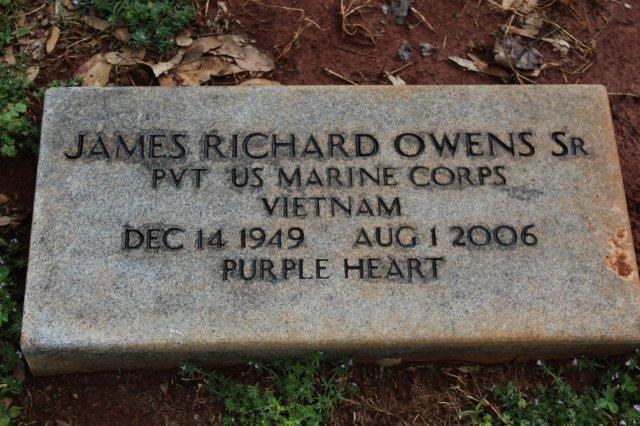 JAMES RICHARD OWENS SR
PVT US MARINE CORPS
VIETNAM
DEC 14 1949 AUG 1 2006
PURPLE HEART